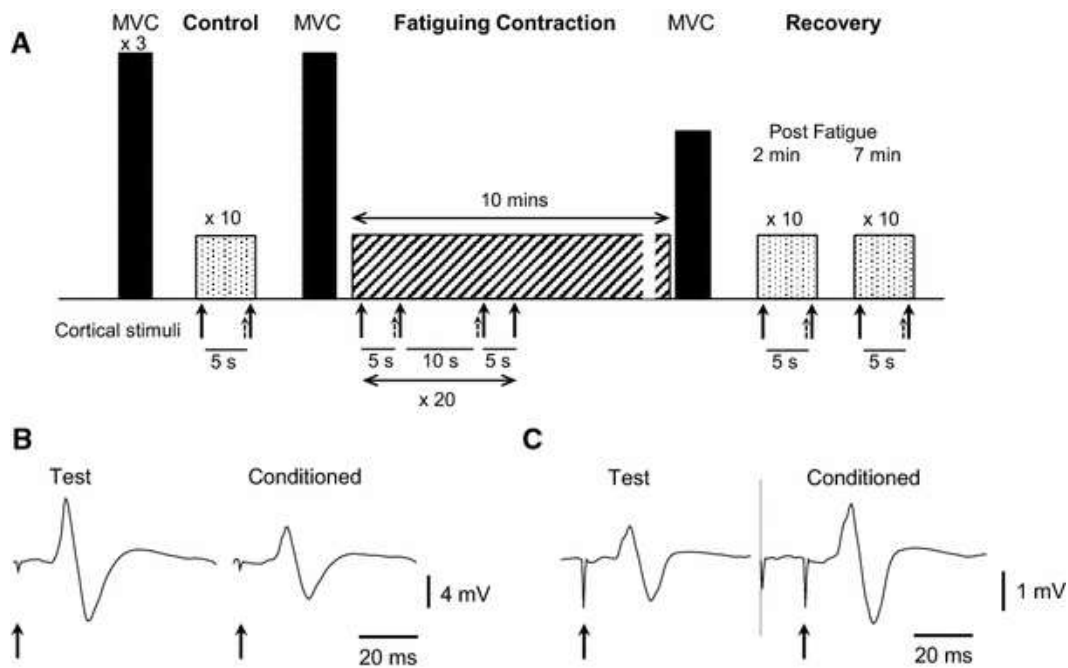 A
MVC
x 3
Control
MVC
Fatiguing Contraction
MVC
Recovery
Post Fatigue
2 min
7 min
10 mins
x 10
x 10
x 10
Cortical stimuli
5 s
5 s
10 s
5 s
5 s
5 s
x 20
B
Test
Conditioned
4 mV
20 ms
C
Test
Conditioned
1 mV
20 ms